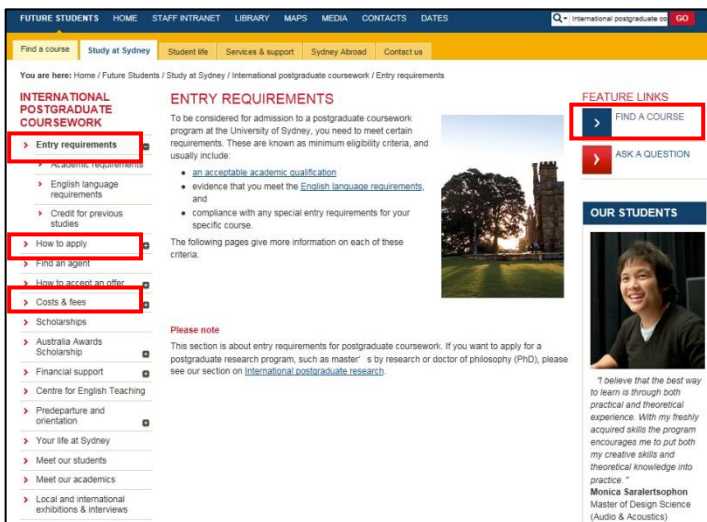 FUTURE STUDENTS HOME STAFF INTRANET LIBRARY MAPS MEDIA CONTACTS DATES
International postgraduate co GO
Find a course Study at Sydney Student life Services & support Sydney Abroad Contact us
You are here: Home / Future Students / Study at Sydney / International postgraduate coursework / Entry requirements
INTERNATIONAL
POSTGRADUATE
COURSEWORK
Entry requirements
Academic requirements
English language
requirements
Credit for previous
studies
How to apply
Find an agent
How to accept an offer
Costs & fees
Scholarships
Australia Awards
Scholarship
Financial support
Centre for English Teaching
Predeparture and
orientation
Your life at Sydney
Meet our students
Meet our academics
Local and international
exhibitions & interviews
ENTRY REQUIREMENTS
To be considered for admission to a postgraduate coursework
program at the University of Sydney, you need to meet certain
requirements. These are known as minimum eligibility criteria, and
usually include:
an acceptable academic qualification
evidence that you meet the English language requirements,
and
compliance with any special entry requirements for your
specific course.
The following pages give more information on each of these
criteria.
Please note
This section is about entry requirements for postgraduate coursework. If you want to apply for a
postgraduate research program, such as master' s by research or doctor of philosophy (PhD), please
see our section on International postgraduate research.
FEATURE LINKS
FIND A COURSE
ASK A QUESTION
OUR STUDENTS
"I believe that the best way
to learn is through both
practical and theoretical
experience. With my freshly
acquired skills the program
encourages me to put both
my creative skills and
theoretical knowledge into
practice."
Monica Saralertsophon
Master of Design Science
(Audio & Acoustics)